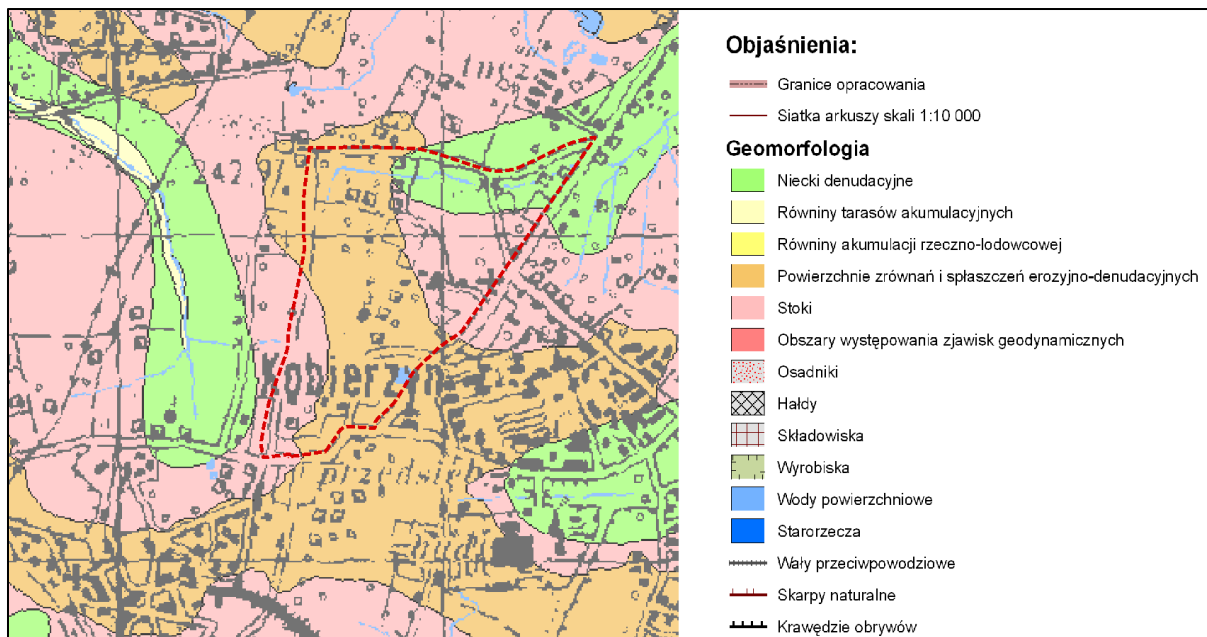 Objaśnienia:
Granice opracowania
Siatka arkuszy skali 1:10 000
Geomorfologia
Niecki denudacyjne
Równiny tarasów akumulacyjnych
Równiny akumulacji rzeczno-lodowcowej
Powierzchnie zrównań i spłaszczeń erozyjno-denudacyjnych
Stoki
Obszary występowania zjawisk geodynamicznych
Osadniki
Hałdy
Składowiska
Wyrobiska
Wody powierzchniowe
Starorzecza
Wały przeciwpowodziowe
Skarpy naturalne
Krawędzie obrywów
42